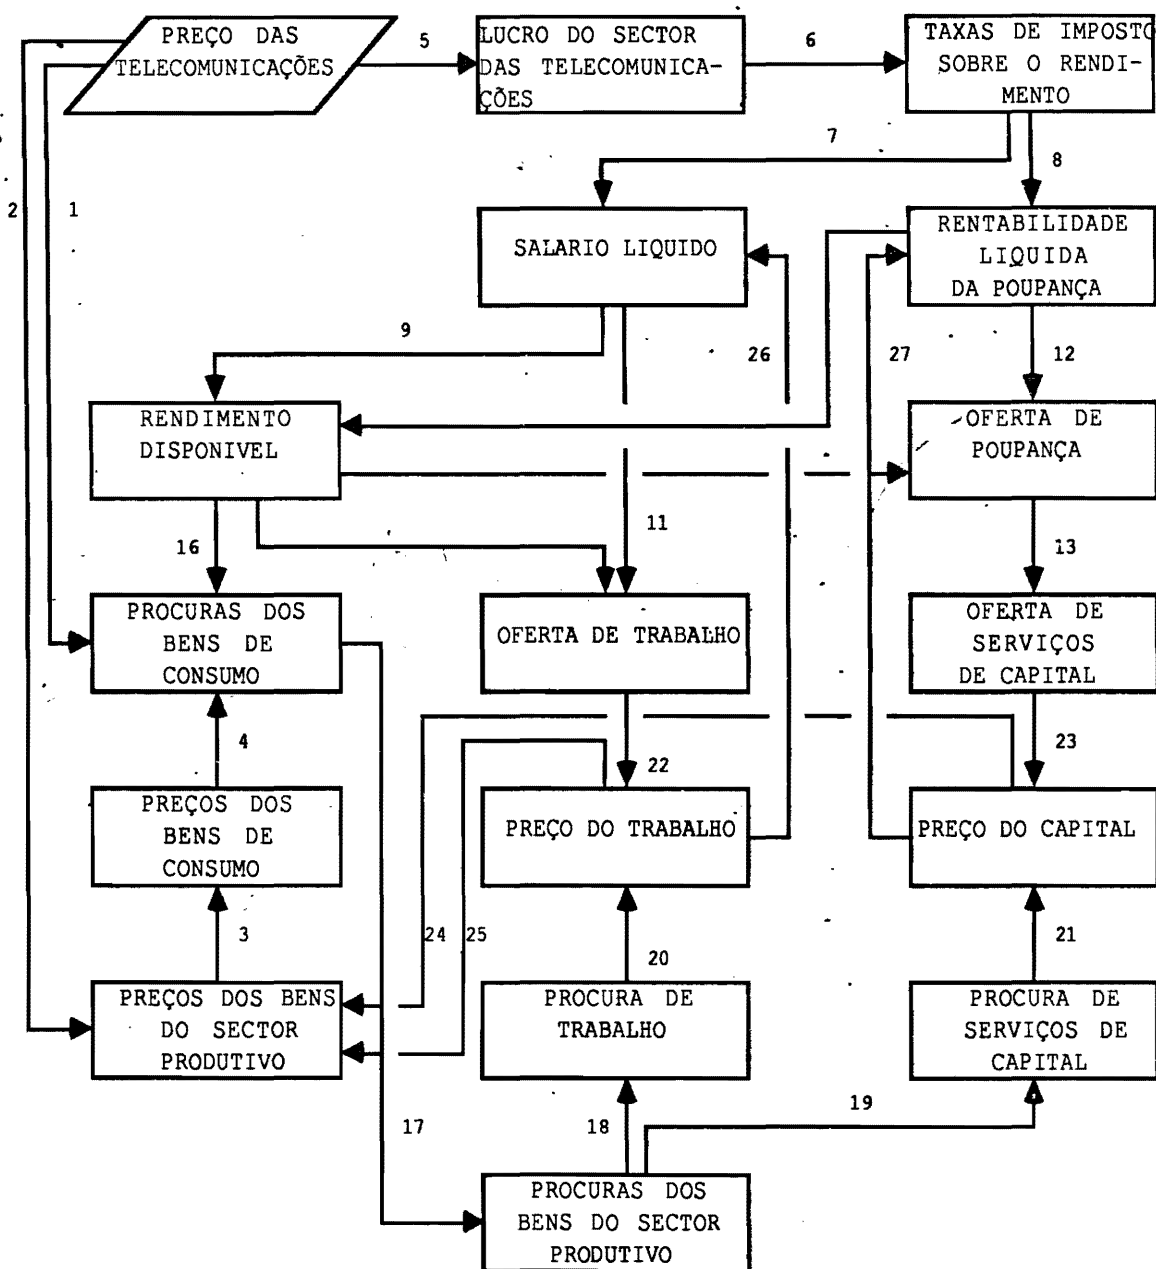 PREÇO DAS
TELECOMUNICAÇÕES
5
LUCRO DO SECTOR
DAS TELECOMUNICA-
ÇÕES
6
TAXAS DE IMPOSTO
SOBRE O RENDI-
MENTO
7
8
2
1
SALÁRIO LIQUIDO
RENTABILIDADE
LIQUIDA
DA POUPANÇA
9
26
27
12
RENDIMENTO
DISPONIVEL
OFERTA DE
POUPANÇA
16
11
13
PROCURAS DOS
BENS DE
CONSUMO
OFERTA DE TRABALHO
OFERTA DE
SERVIÇOS
DE CAPITAL
4
22
23
PREÇOS DOS
BENS DE
CONSUMO
PREÇO DO TRABALHO
PREÇO DO CAPITAL
3
24
25
20
21
PREÇOS DOS BENS
DO SECTOR
PRODUTIVO
PROCURA DE
TRABALHO
PROCURA DE
SERVIÇOS DE
CAPITAL
17
18
19
PROCURAS DOS
BENS DO SECTOR
PRODUTIVO